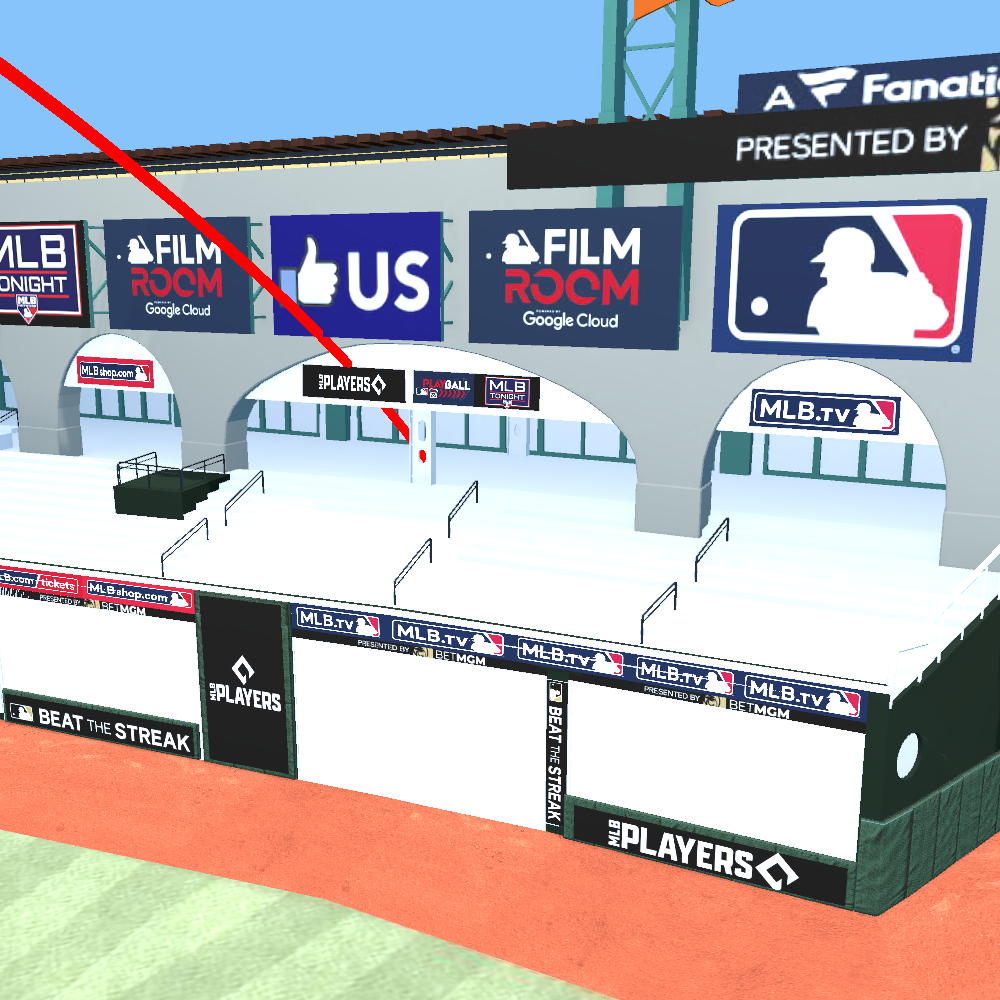 A Fanatic
PRESENTED BY
MLB
TONIGHT
MLB
FILM
ROOM
Google Cloud
US
FILM
ROOM
POWERED BY
Google Cloud
MLBshop.com
MLB PLAYERS
PLAY BALL
MLB
TONIGHT
MLB.TV
LB.com/tickets
MLBshop.com
PRESENTED BY BETMGM
MLB.TV
MLB.TV
MLB.TV
MLB.TV
MLB.TV
PRESENTED BY BETMGM
PRESENTED BY BETMGM
MLB PLAYERS
BEAT THE STREAK
BEAT THE STREAK
MLB PLAYERS